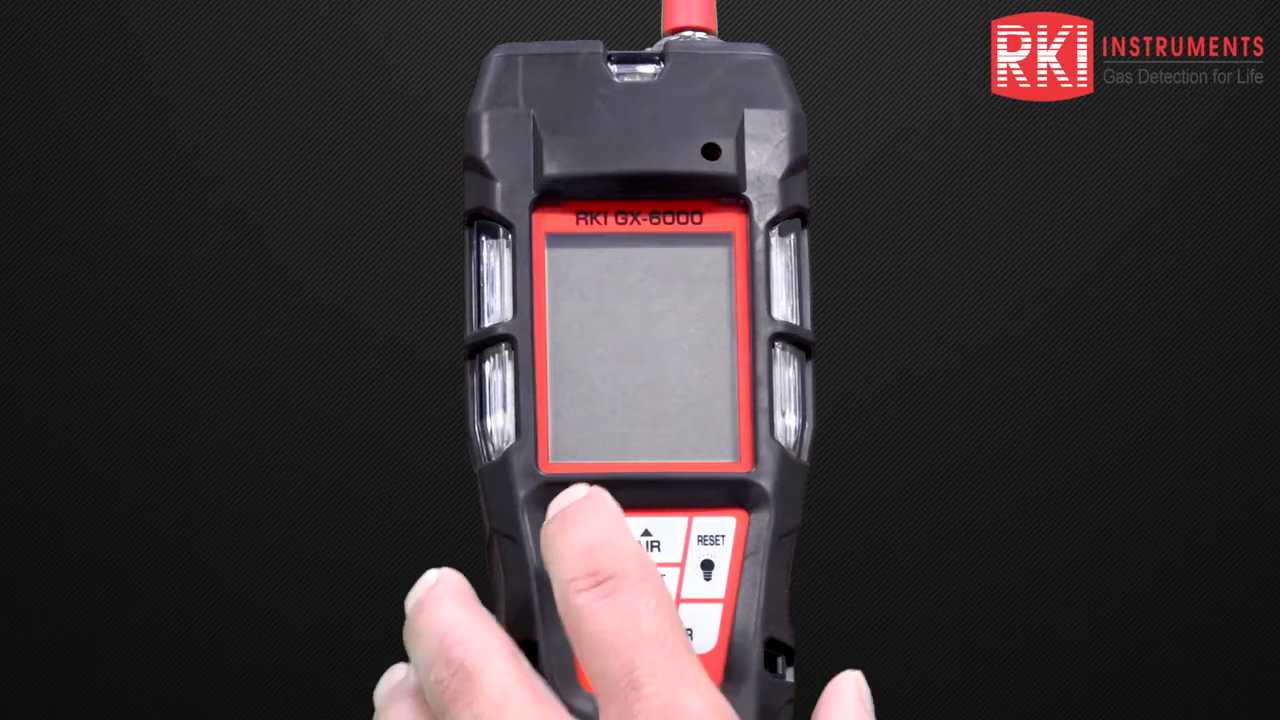 RKI INSTRUMENTS
Gas Detection for Life
RKI GX-6000
RESET